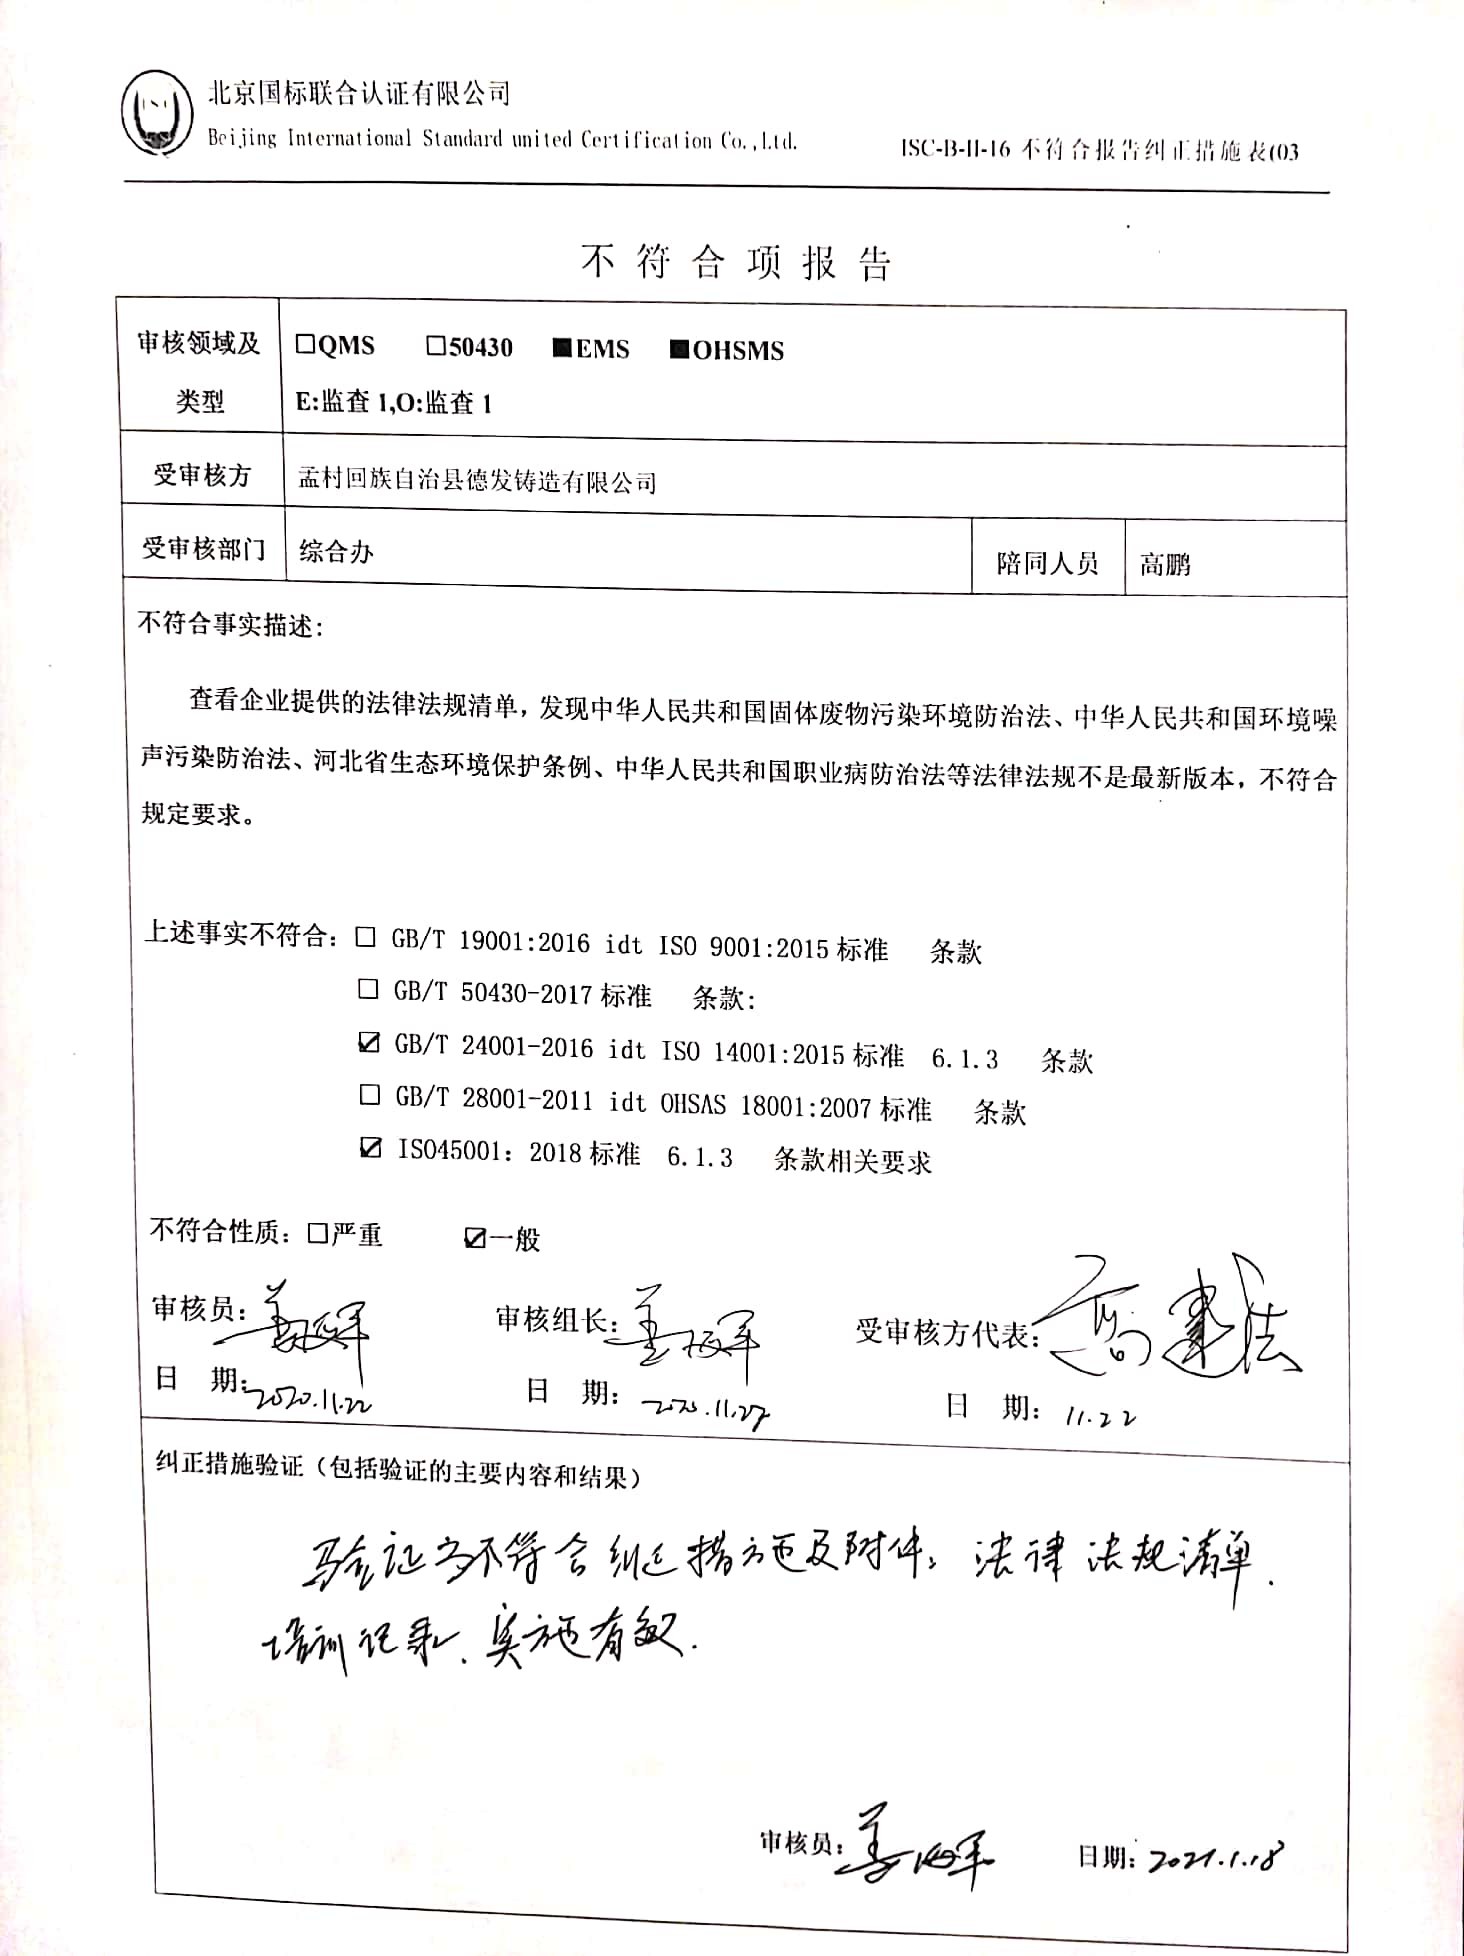 北京国标联合认证有限公司
Beijing International Standard united Certification Co.,Ltd.
ISC-B-II-16 不符合报告纠正措施表(03
不符合项报告
审核领域及类型
□QMS □50430 ■EMS ■OHSMS
E:监查 1,O:监查 1
受审核方 孟村回族自治县德发铸造有限公司
受审核部门 综合办 陪同人员 高鹏
不符合事实描述:
查看企业提供的法律法规清单，发现中华人民共和国固体废物污染环境防治法、中华人民共和国环境噪
声污染防治法、河北省生态环境保护条例、中华人民共和国职业病防治法等法律法规不是最新版本，不符合
规定要求。
上述事实不符合: □ GB/T 19001:2016 idt ISO 9001:2015 标准 条款
□ GB/T 50430-2017 标准 条款:
☑ GB/T 24001-2016 idt ISO 14001:2015 标准 6.1.3 条款
□ GB/T 28001-2011 idt OHSAS 18001:2007 标准 条款
☑ ISO45001: 2018 标准 6.1.3 条款相关要求
不符合性质: □严重 ☑一般
审核员: 审核组长: 受审核方代表: 高建法
日 期: 2020.11.22 日 期: 2020.11.22 日 期: 11.22
纠正措施验证（包括验证的主要内容和结果）
验证了不符合纠正措施及附件: 法律法规清单.
培训记录、实施有效.
审核员: 日期: 2021.1.18